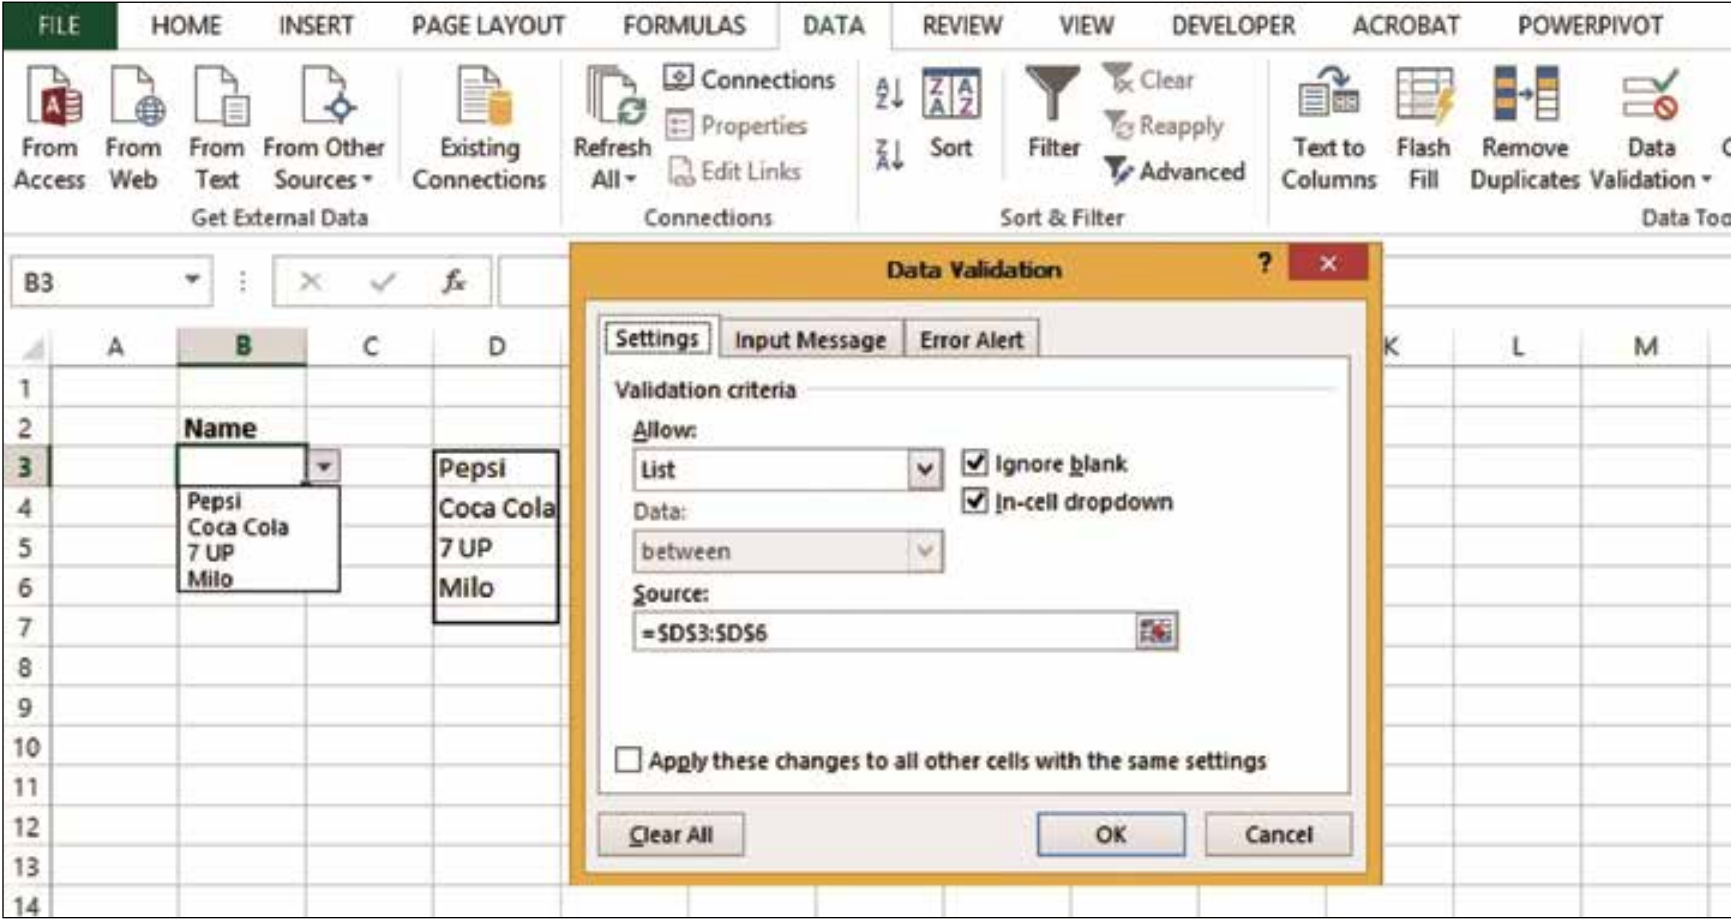 FILE HOME INSERT PAGE LAYOUT FORMULAS DATA REVIEW VIEW DEVELOPER ACROBAT POWERPIVOT
From Access
From Web
From Text
From Other Sources
Existing Connections
Get External Data
Refresh All
Connections
Properties
Edit Links
Connections
A Z
Z A
Z A A Z
Sort
Filter
Clear
Reapply
Advanced
Sort & Filter
Text to Columns
Flash Fill
Remove Duplicates
Data Validation
Data Too
B3 fx
A B C D K L M
1
2 Name
3 Pepsi
4 Coca Cola
5 7 UP
6 Milo
7
8
9
10
11
12
13
14
Pepsi
Coca Cola
7 UP
Milo
Data Validation ?
Settings Input Message Error Alert
Validation criteria
Allow:
List
Ignore blank
In-cell dropdown
Data:
between
Source:
=$D$3:$D$6
Apply these changes to all other cells with the same settings
Clear All OK Cancel